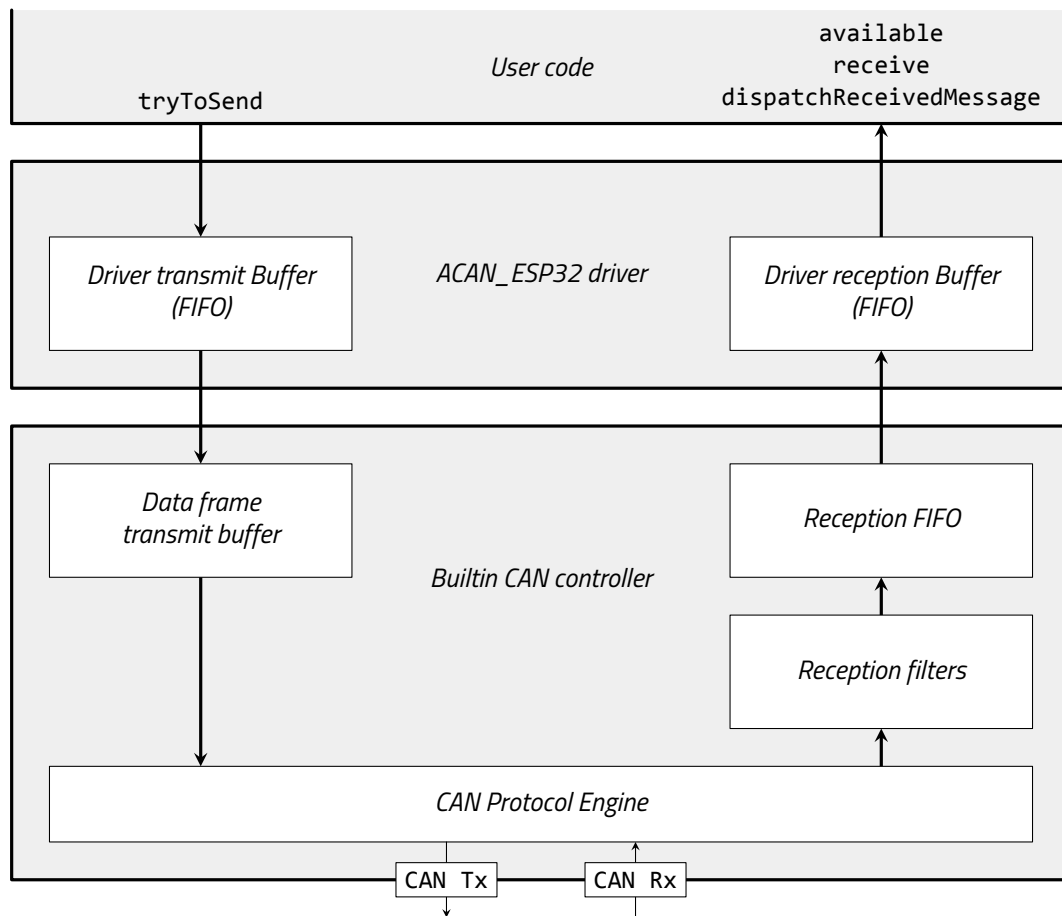 available
User code
receive
tryToSend
dispatchReceivedMessage
Driver transmit Buffer
(FIFO)
ACAN_ESP32 driver
Driver reception Buffer
(FIFO)
Data frame
transmit buffer
Reception FIFO
Builtin CAN controller
Reception filters
CAN Protocol Engine
CAN Tx
CAN Rx